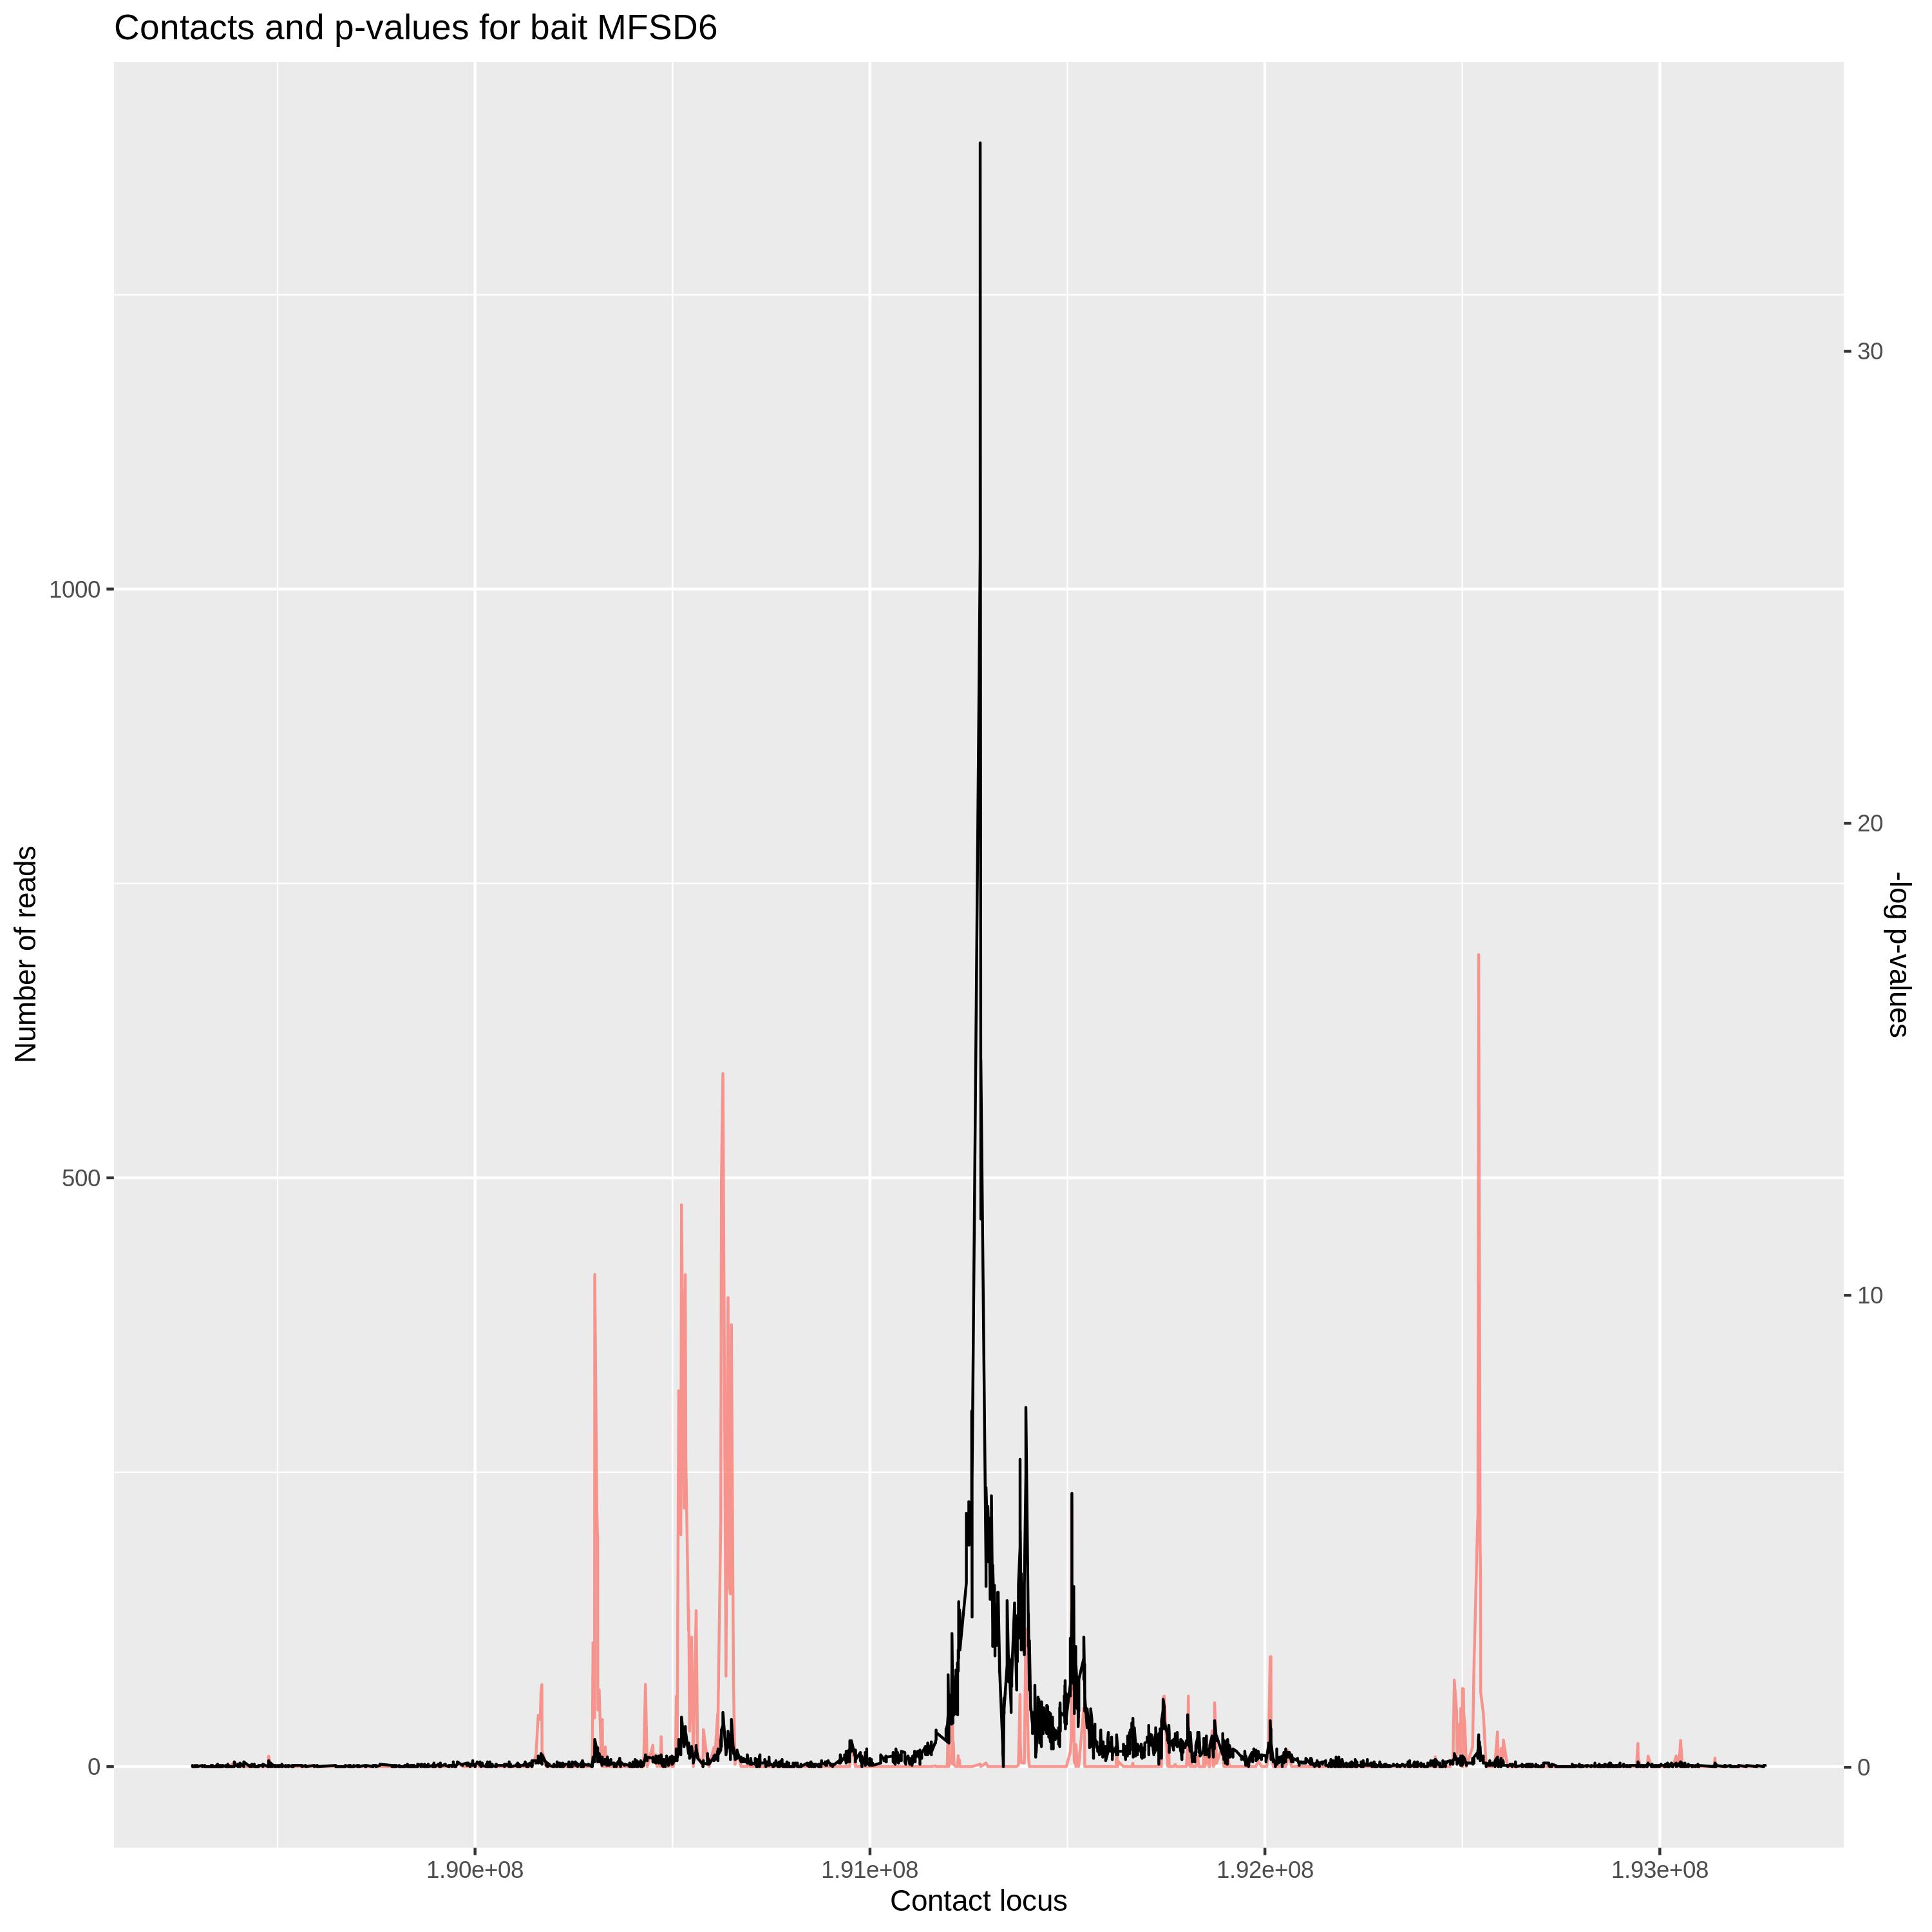 Contacts and p-values for bait MFSD6
Number of reads
1000
500
0
30
20
10
0
-log p-values
1.90e+08
1.91e+08
1.92e+08
1.93e+08
Contact locus